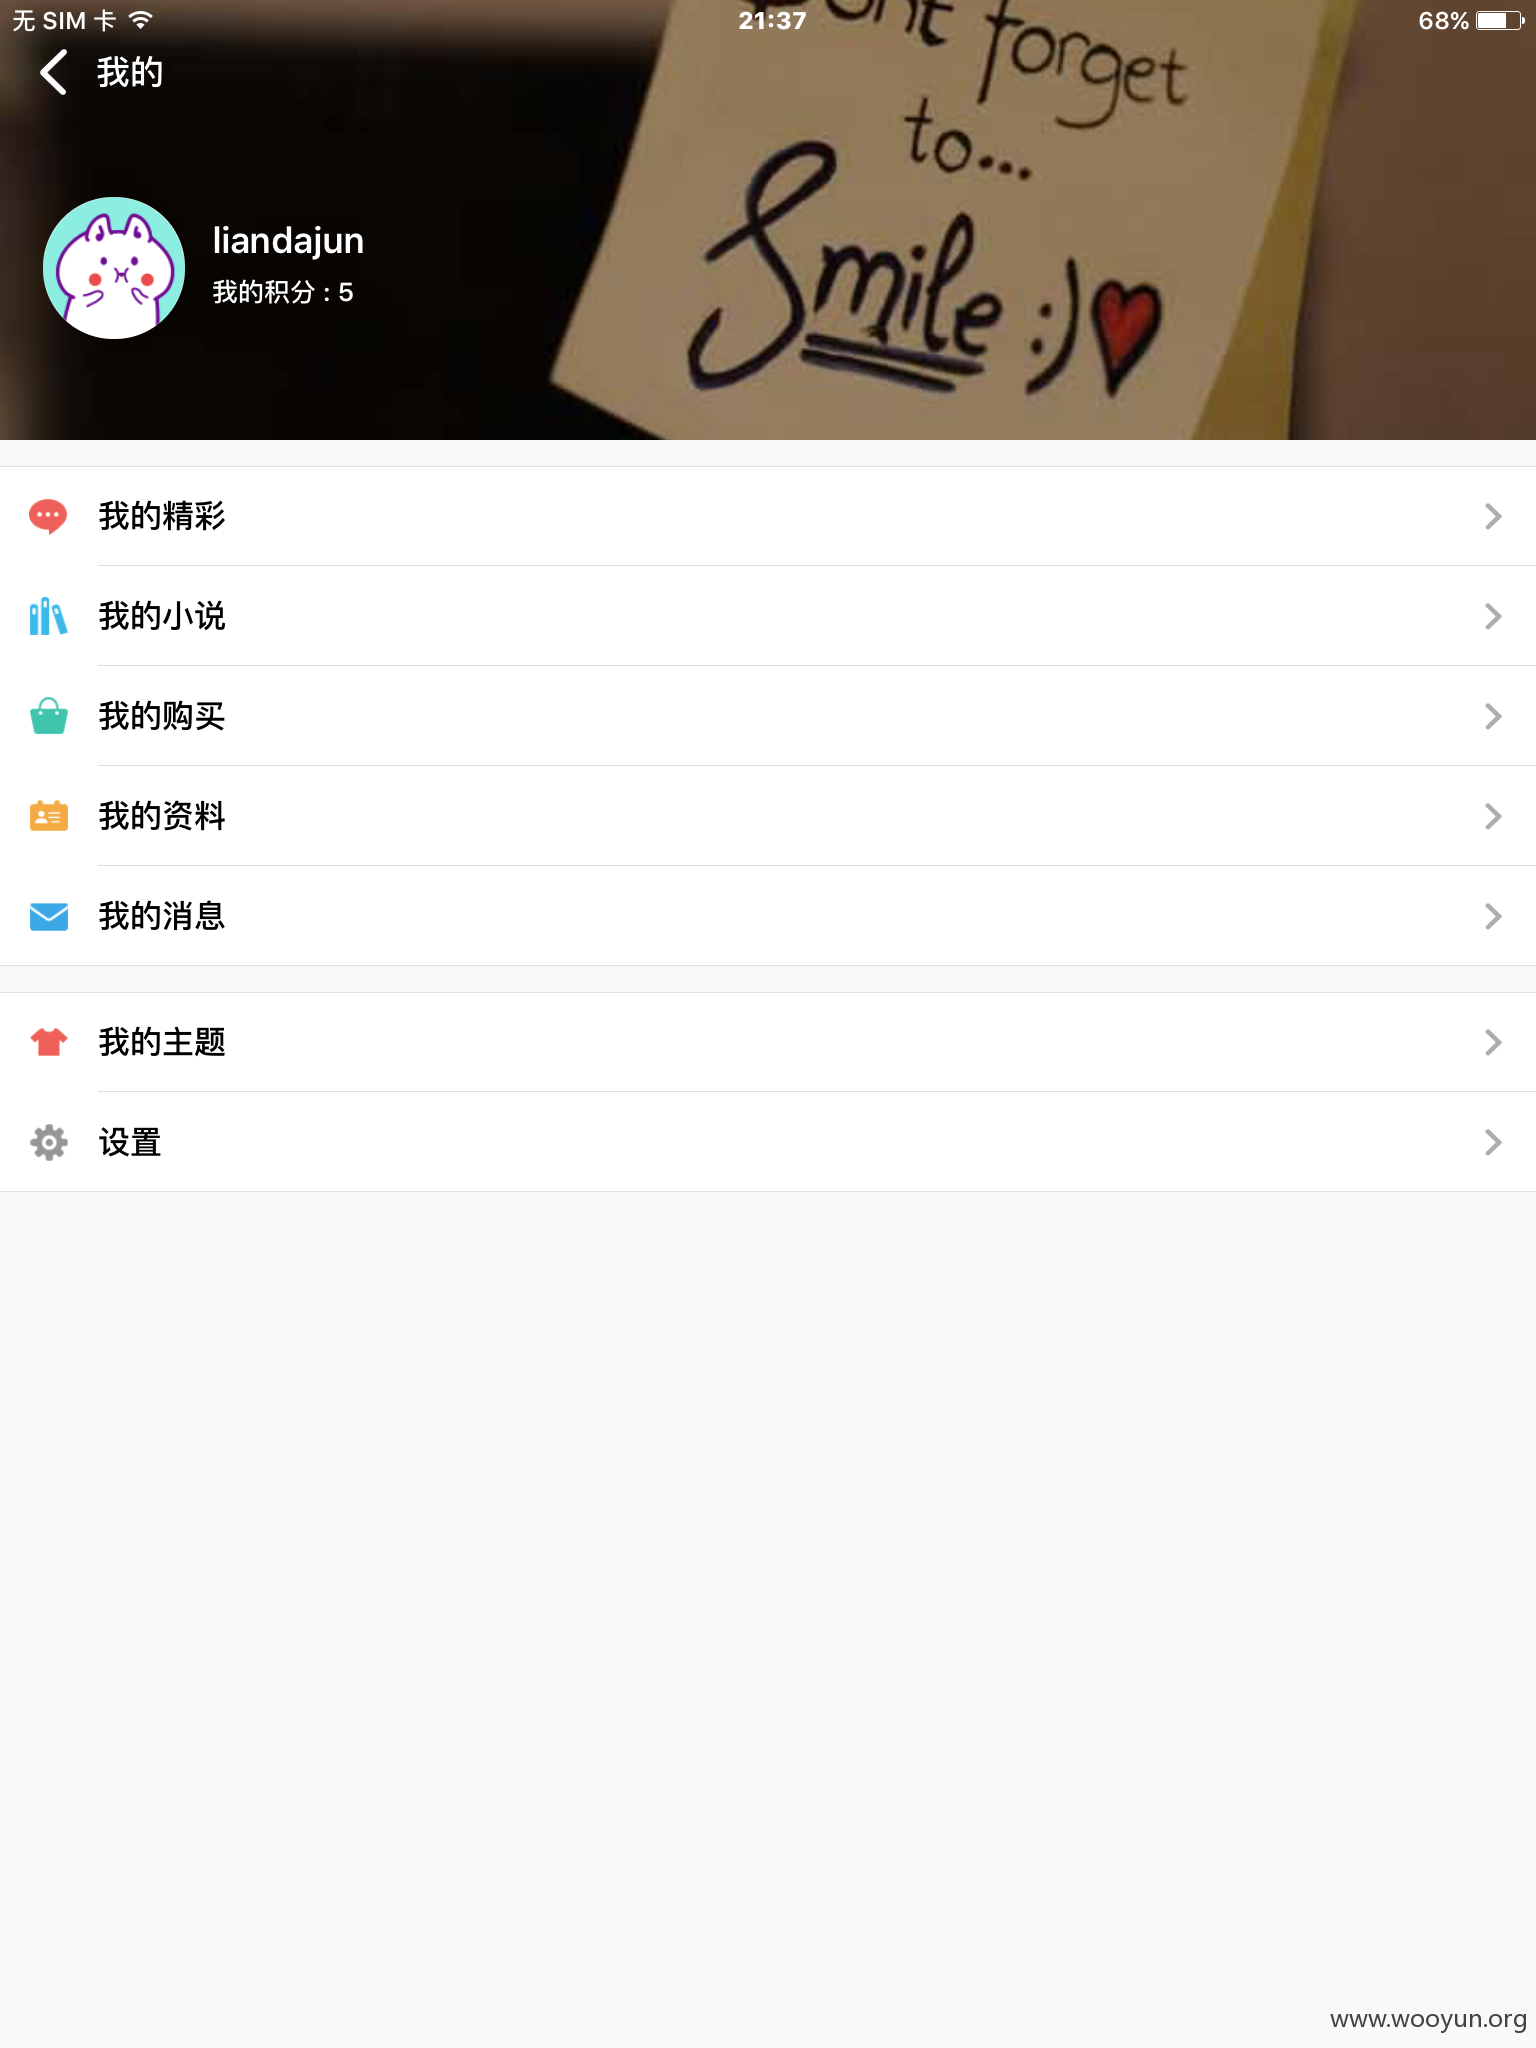 无 SIM 卡
21:37
68%
我的
forget
to...
Smile :)
liandajun
我的积分 : 5
我的精彩
我的小说
我的购买
我的资料
我的消息
我的主题
设置
www.wooyun.org